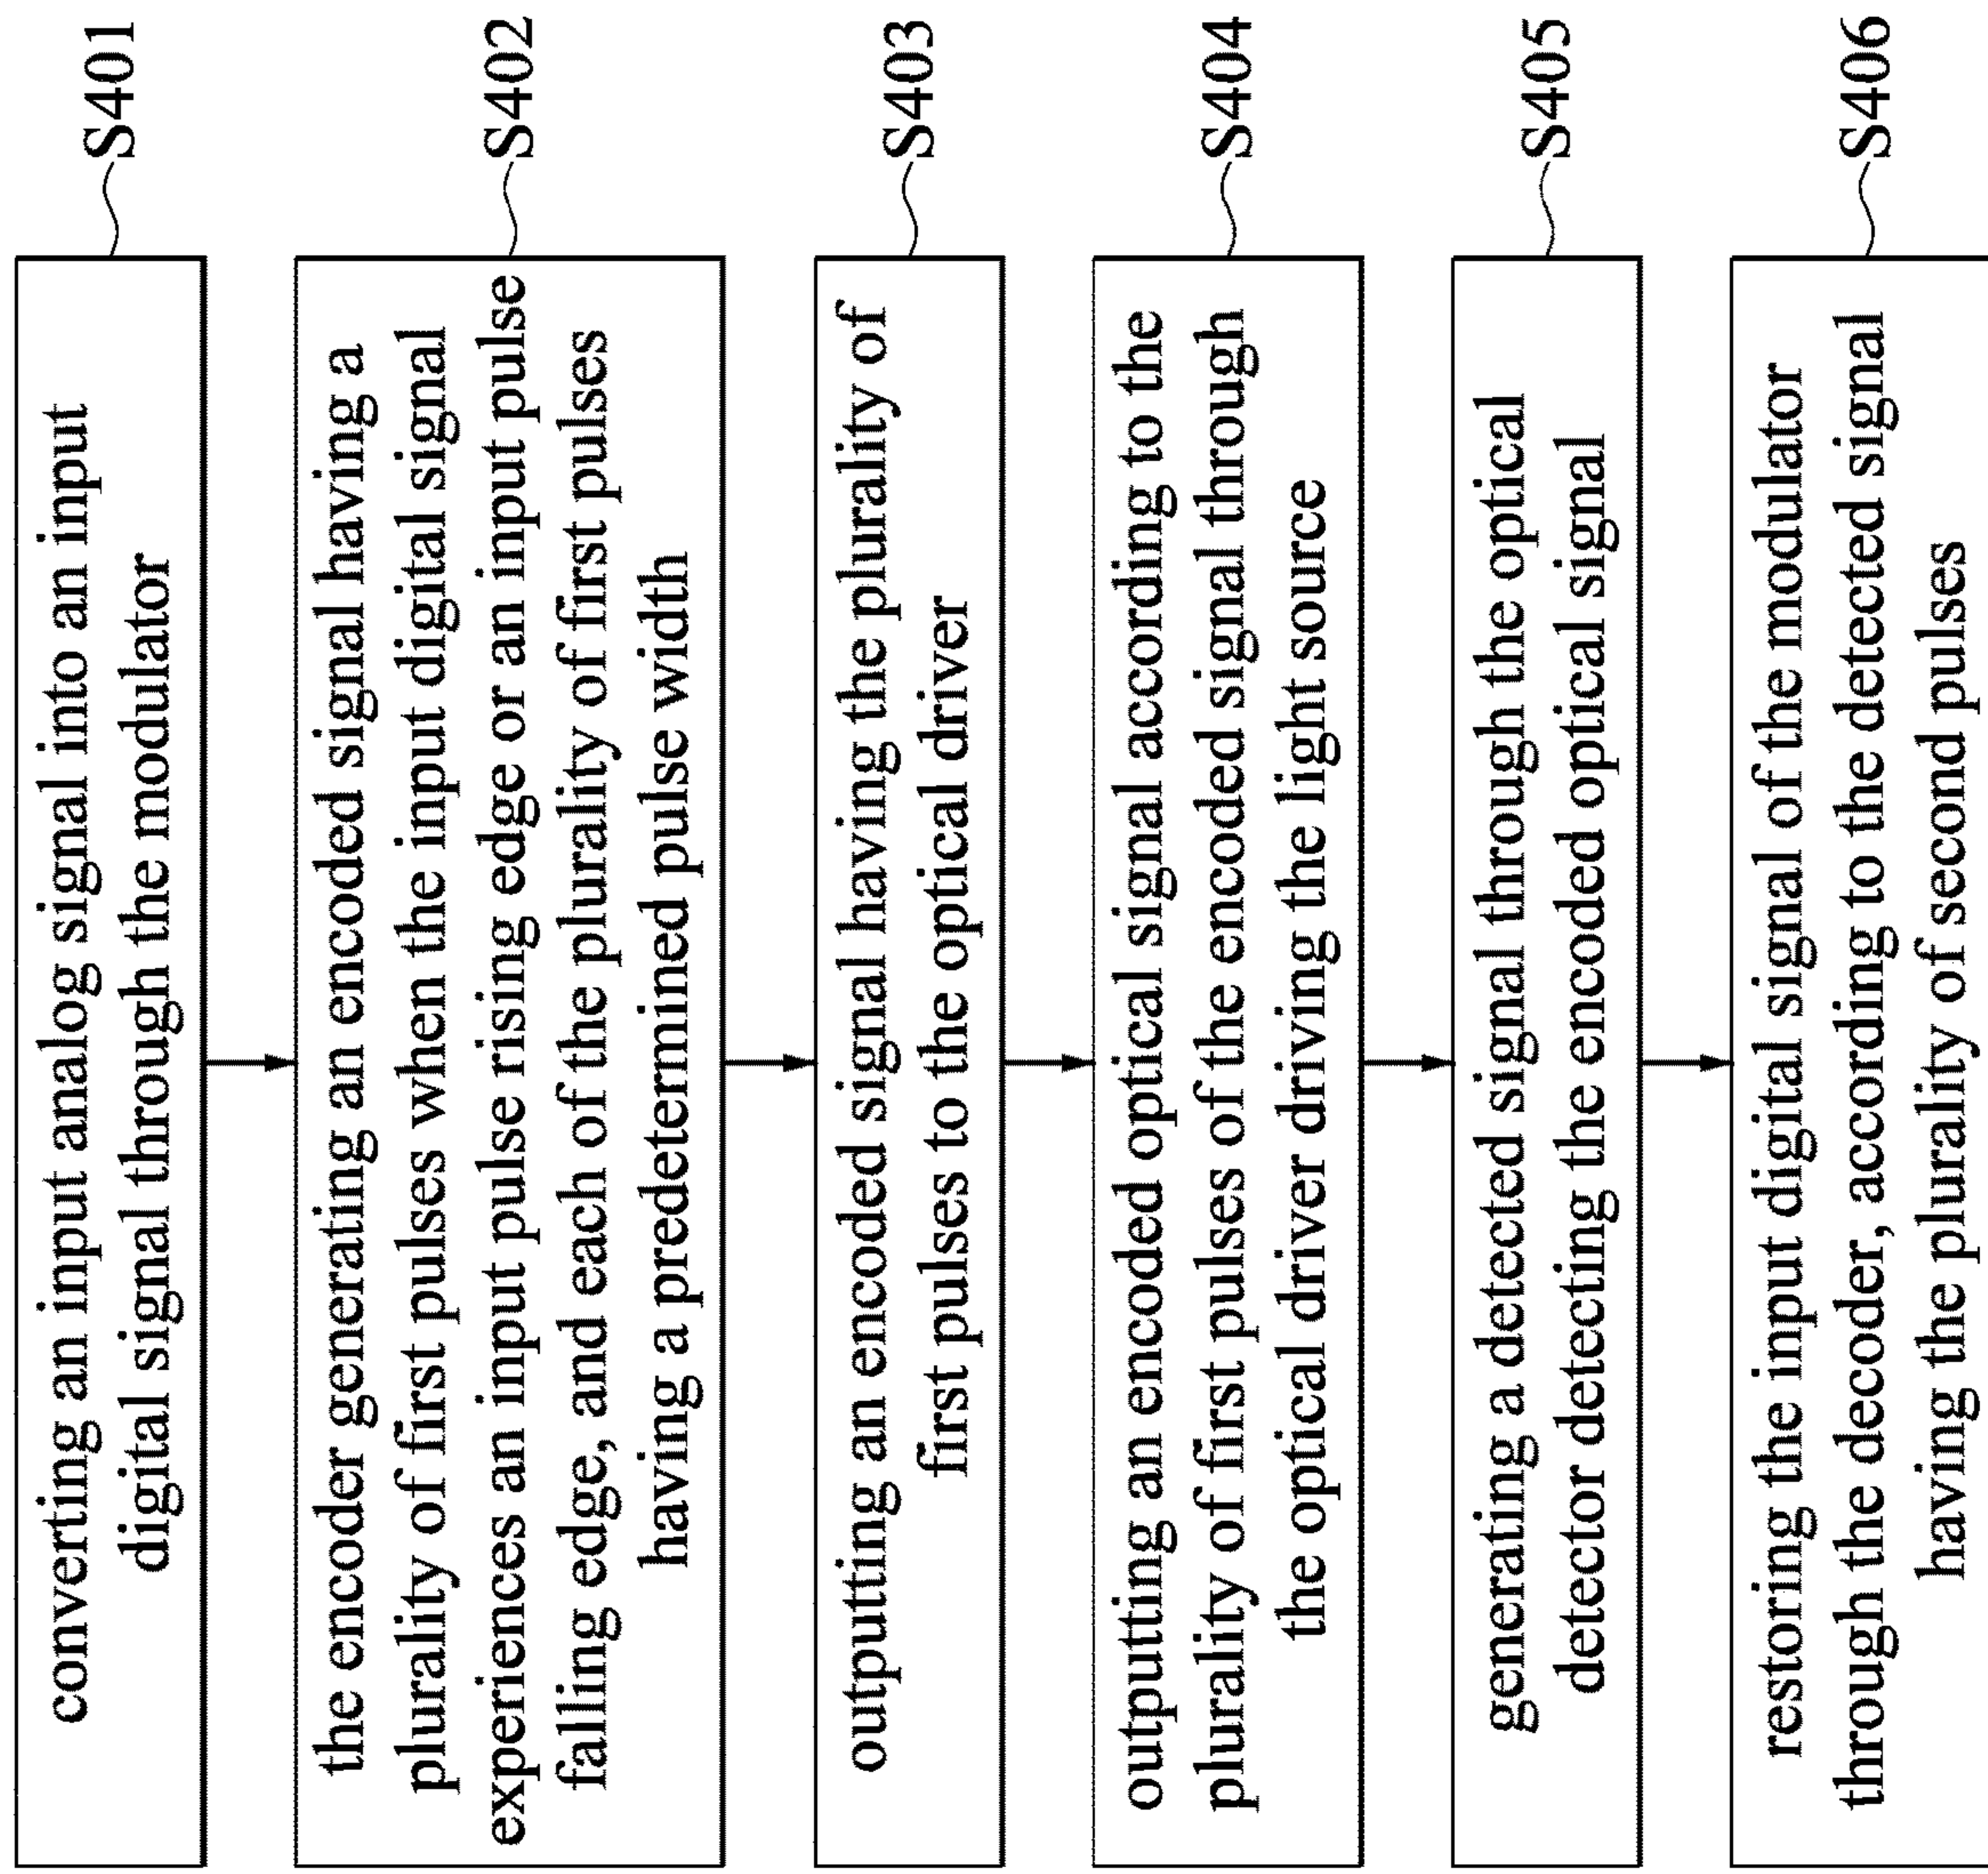 converting an input analog signal into an input
digital signal through the modulator
S401
the encoder generating an encoded signal having a
plurality of first pulses when the input digital signal
experiences an input pulse rising edge or an input pulse
falling edge, and each of the plurality of first pulses
having a predetermined pulse width
S402
outputting an encoded signal having the plurality of
first pulses to the optical driver
S403
outputting an encoded optical signal according to the
plurality of first pulses of the encoded signal through
the optical driver driving the light source
S404
generating a detected signal through the optical
detector detecting the encoded optical signal
S405
restoring the input digital signal of the modulator
through the decoder, according to the detected signal
having the plurality of second pulses
S406